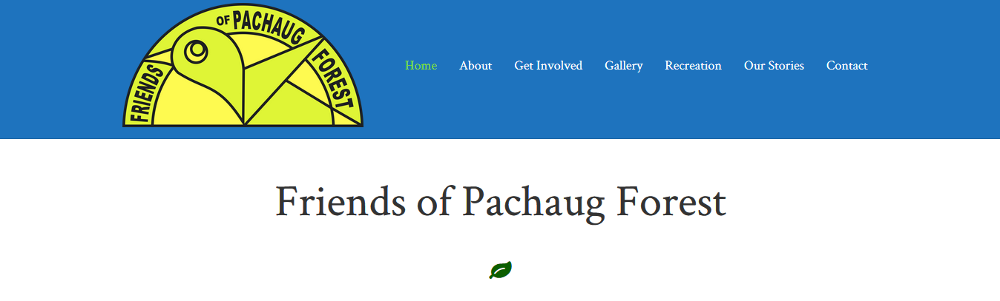 FRIENDS OF PACHAUG FOREST
Home About Get Involved Gallery Recreation Our Stories Contact
Friends of Pachaug Forest